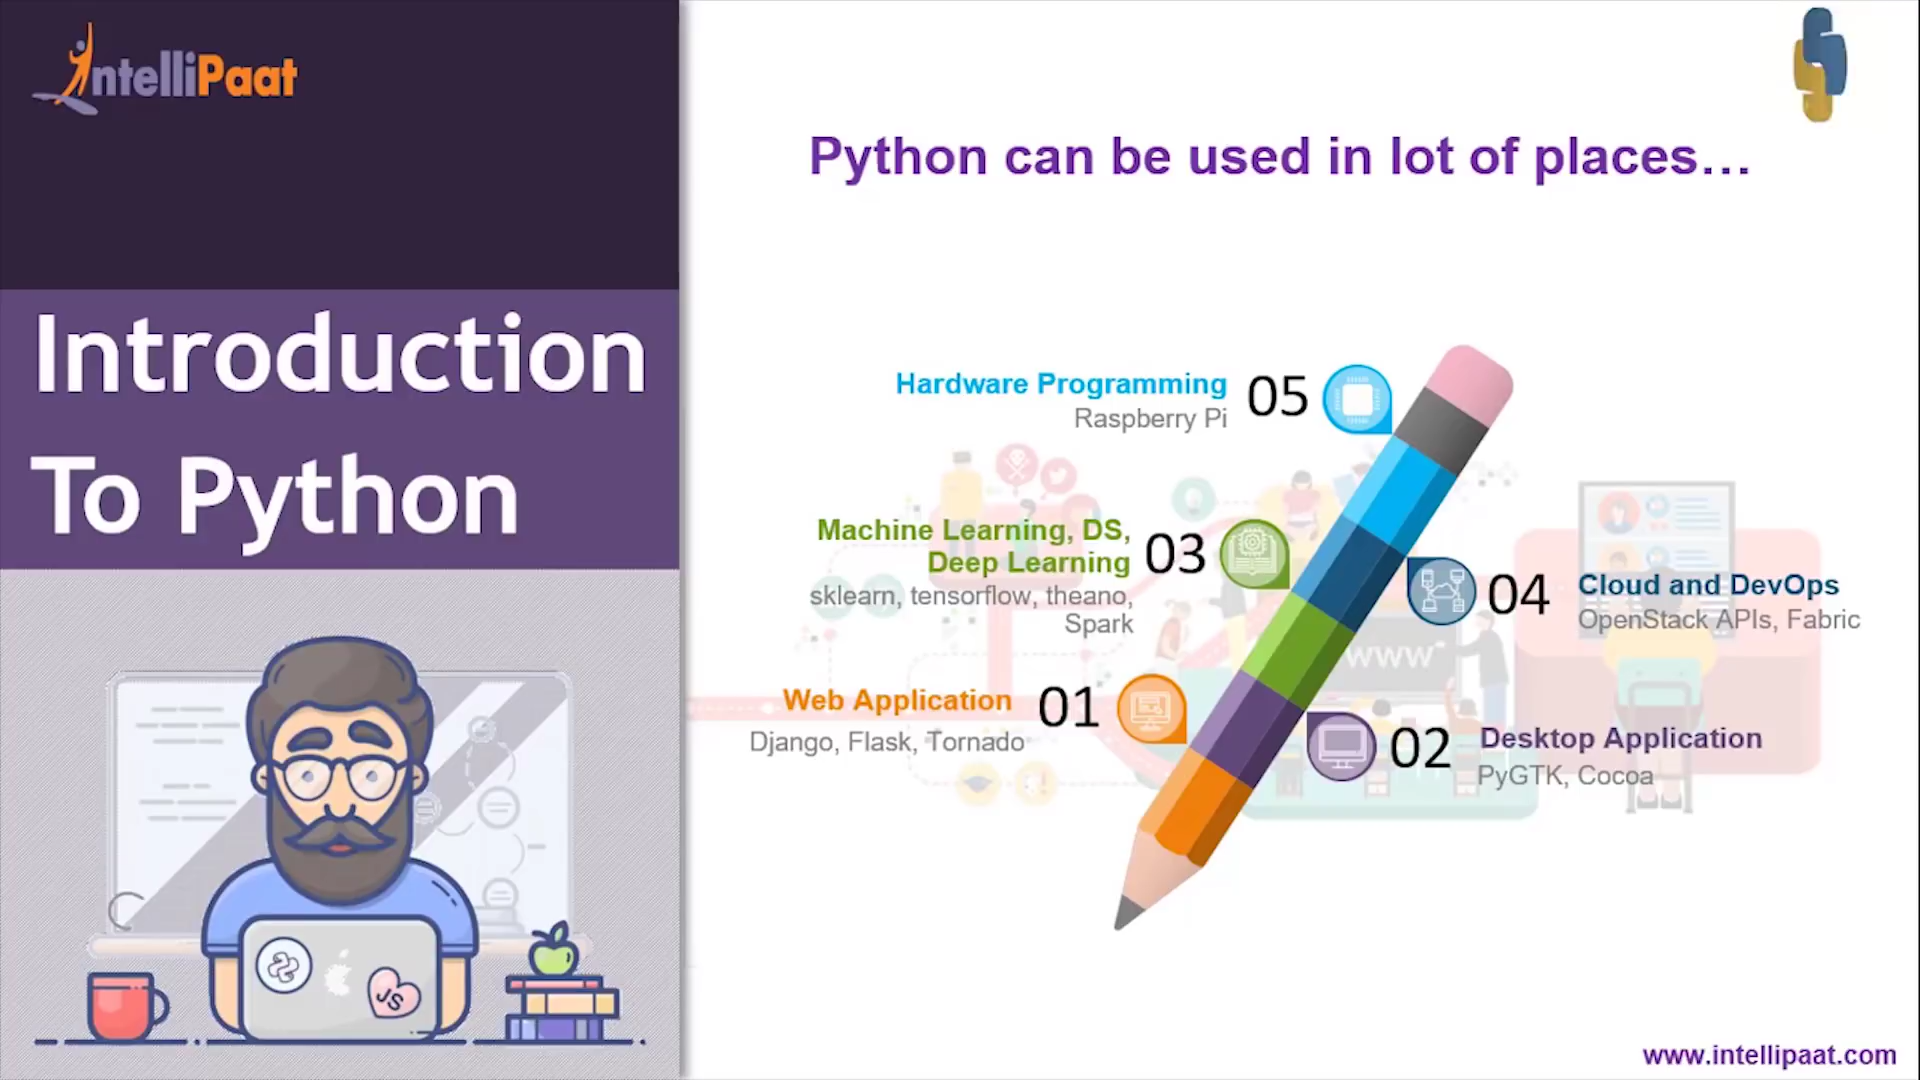 IntelliPaat
Introduction
To Python
Python can be used in lot of places...
Hardware Programming
05
Raspberry Pi
Machine Learning, DS,
Deep Learning
03
sklearn, tensorflow, theano,
Spark
04
Cloud and DevOps
OpenStack APIs, Fabric
www
Web Application
01
Django, Flask, Tornado
02
Desktop Application
PyGTK, Cocoa
JS
www.intellipaat.com